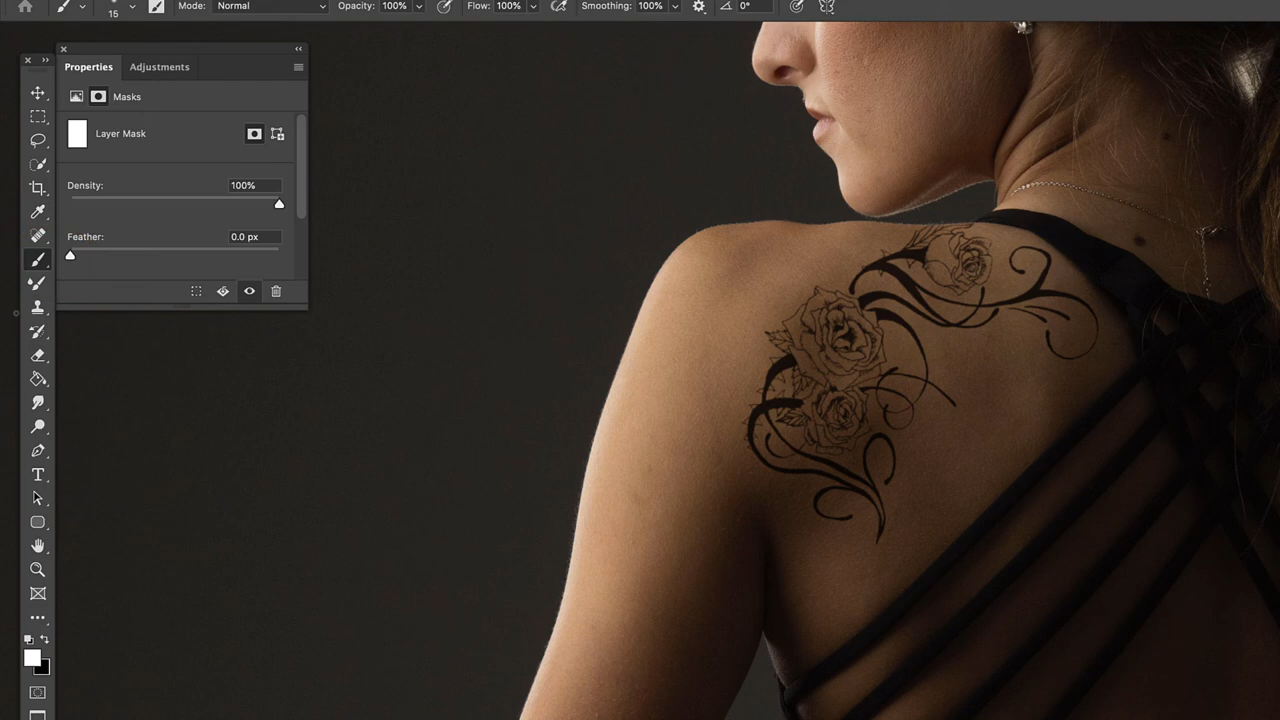 15 Mode: Normal Opacity: 100% Flow: 100% Smoothing: 100% 0°
Properties Adjustments
Masks
Layer Mask
Density: 100%
Feather: 0.0 px
T